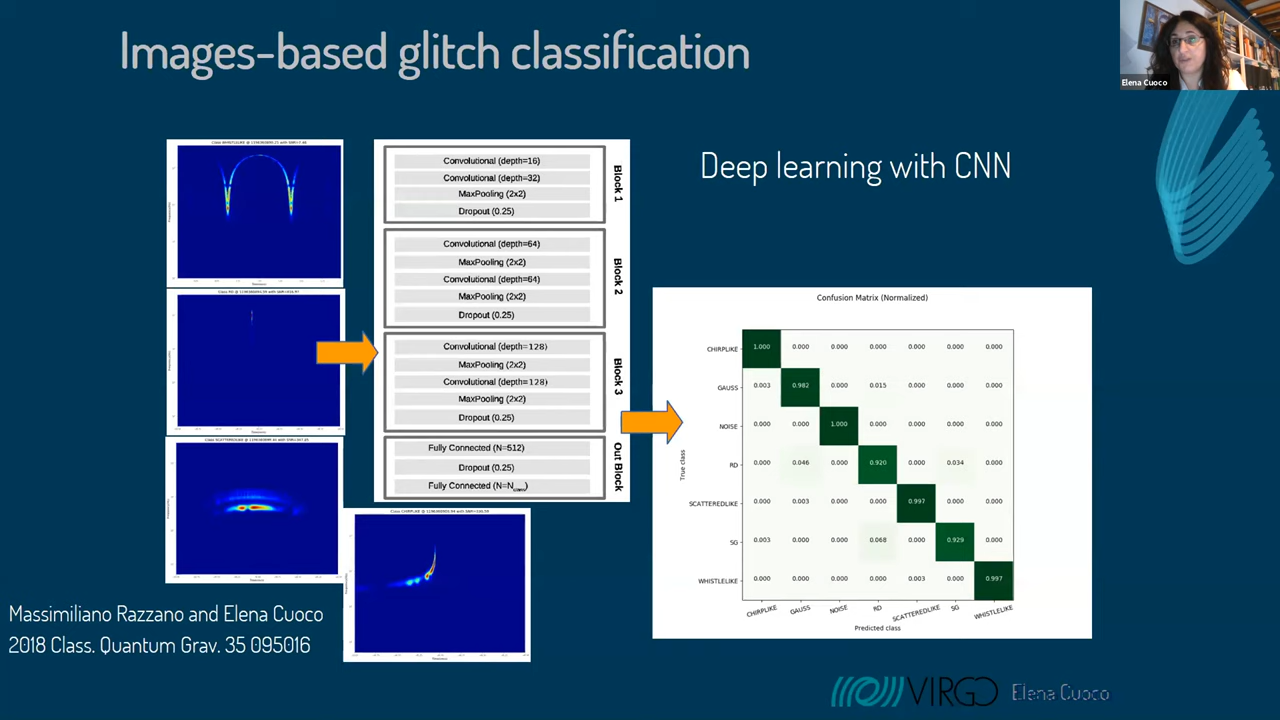 Images-based glitch classification
Elena Cuoco
Deep learning with CNN
Convolutional (depth=16)
Convolutional (depth=32)
MaxPooling (2x2)
Dropout (0.25)
Block 1
Convolutional (depth=64)
MaxPooling (2x2)
Convolutional (depth=64)
MaxPooling (2x2)
Dropout (0.25)
Block 2
Convolutional (depth=128)
MaxPooling (2x2)
Convolutional (depth=128)
MaxPooling (2x2)
Dropout (0.25)
Block 3
Fully Connected (N=512)
Dropout (0.25)
Fully Connected (N=N
Out Block
Confusion Matrix (Normalized)
True class
CHIRPLIKE 1.000 0.000 0.000 0.000 0.000 0.000 0.000
GAUSS 0.003 0.982 0.000 0.015 0.000 0.000 0.000
NOISE 0.000 0.000 1.000 0.000 0.000 0.000 0.000
RD 0.000 0.046 0.000 0.920 0.000 0.034 0.000
SCATTEREDLIKE 0.000 0.003 0.000 0.000 0.997 0.000 0.000
SG 0.003 0.000 0.000 0.068 0.000 0.929 0.000
WHISTLELIKE 0.000 0.000 0.000 0.000 0.003 0.000 0.997
CHIRPLIKE GAUSS NOISE RD SCATTEREDLIKE SG WHISTLELIKE
Predicted class
Massimiliano Razzano and Elena Cuoco
2018 Class. Quantum Grav. 35 095016
VIRGO Elena Cuoco